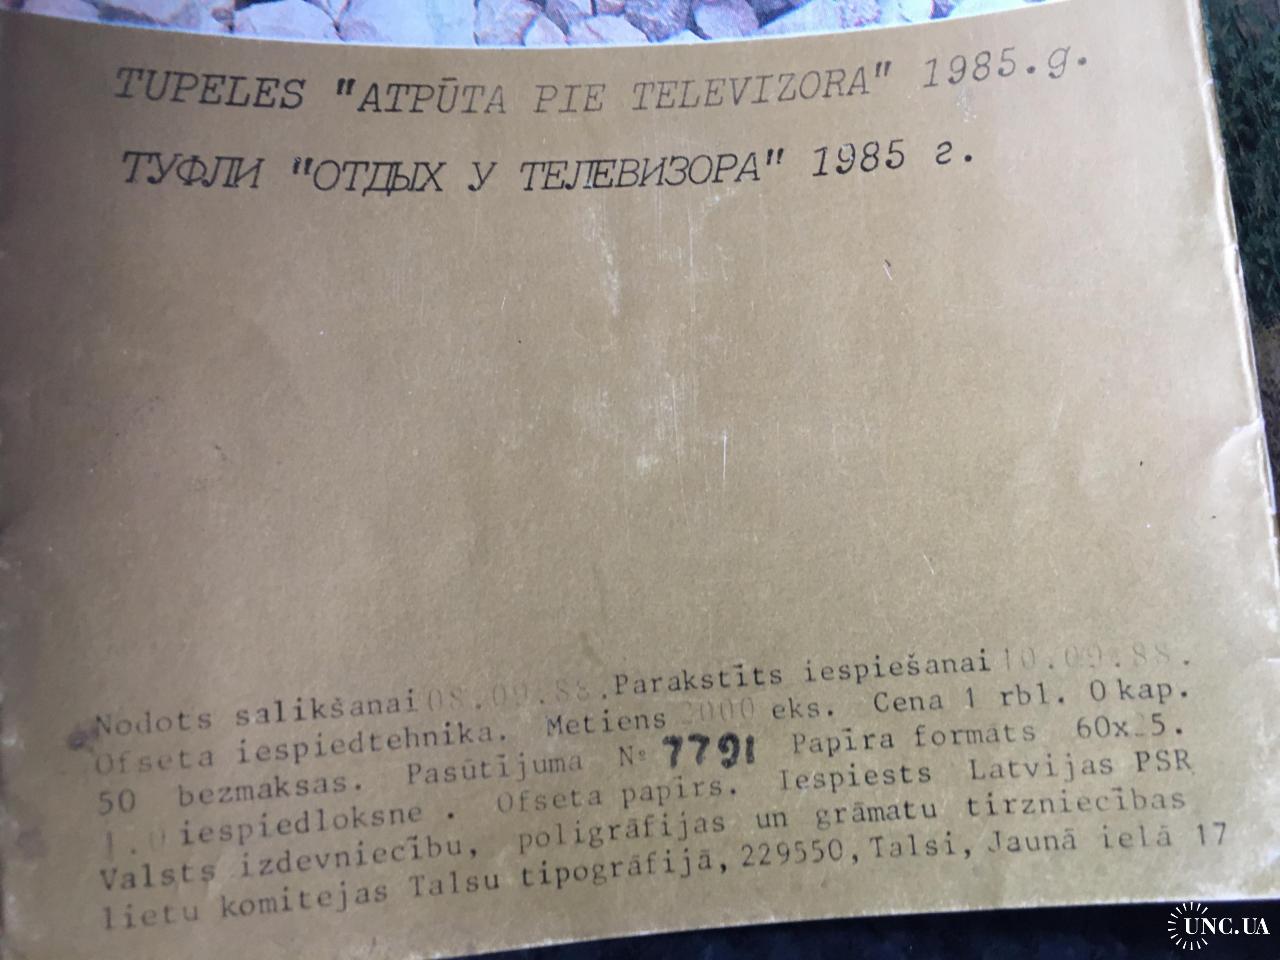 TUPELES "ATPŪTA PIE TELEVIZORA" 1985.g.
ТУФЛИ "ОТДЫХ У ТЕЛЕВИЗОРА" 1985 г.
Nodots salikšanai 08.09.88. Parakstīts iespiešanai 10.09.88.
Ofseta iespiedtehnika. Metiens 2000 eks. Cena 1 rbl. 0 kap.
50 bezmaksas. Pasūtījuma № 7791 Papīra formāts
iespiedloksne. Ofseta papīrs. Iespiests Latvijas PSR
Valsts izdevniecību, poligrāfijas un grāmatu tirzniecības
lietu komitejas Talsu tipogrāfijā, 229550, Talsi, Jaunā ielā 17
UNC.UA